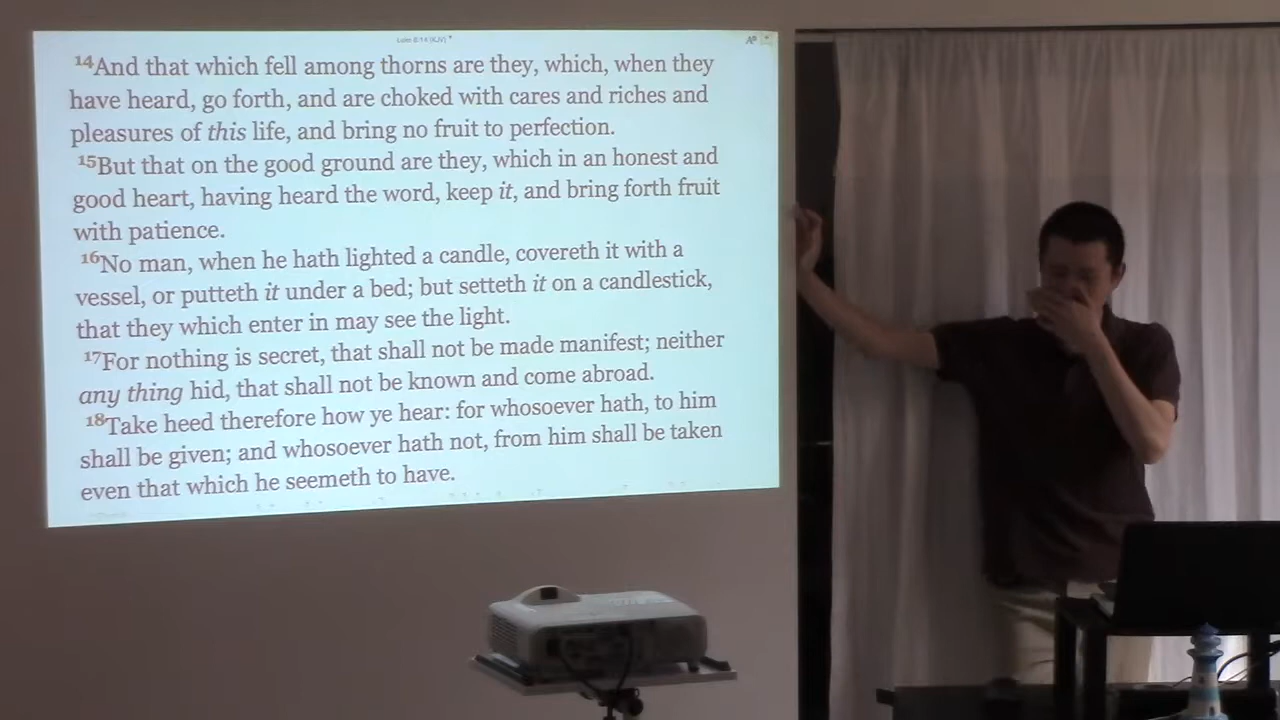 Luke 8:14 (KJV)
14And that which fell among thorns are they, which, when they
have heard, go forth, and are choked with cares and riches and
pleasures of this life, and bring no fruit to perfection.
15But that on the good ground are they, which in an honest and
good heart, having heard the word, keep it, and bring forth fruit
with patience.
16No man, when he hath lighted a candle, covereth it with a
vessel, or putteth it under a bed; but setteth it on a candlestick,
that they which enter in may see the light.
17For nothing is secret, that shall not be made manifest; neither
any thing hid, that shall not be known and come abroad.
18Take heed therefore how ye hear: for whosoever hath, to him
shall be given; and whosoever hath not, from him shall be taken
even that which he seemeth to have.